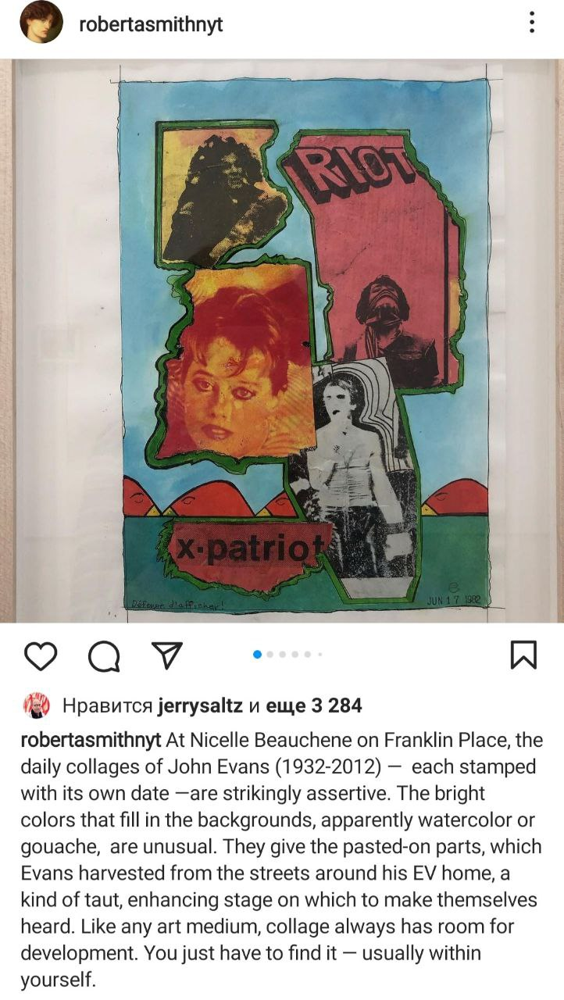 robertasmithnyt
RIOT
x-patriot
Défense d'afficher!
e
JUN 17 1982
Нравится jerrysaltz и еще 3 284
robertasmithnyt At Nicelle Beauchene on Franklin Place, the
daily collages of John Evans (1932-2012) — each stamped
with its own date —are strikingly assertive. The bright
colors that fill in the backgrounds, apparently watercolor or
gouache, are unusual. They give the pasted-on parts, which
Evans harvested from the streets around his EV home, a
kind of taut, enhancing stage on which to make themselves
heard. Like any art medium, collage always has room for
development. You just have to find it — usually within
yourself.